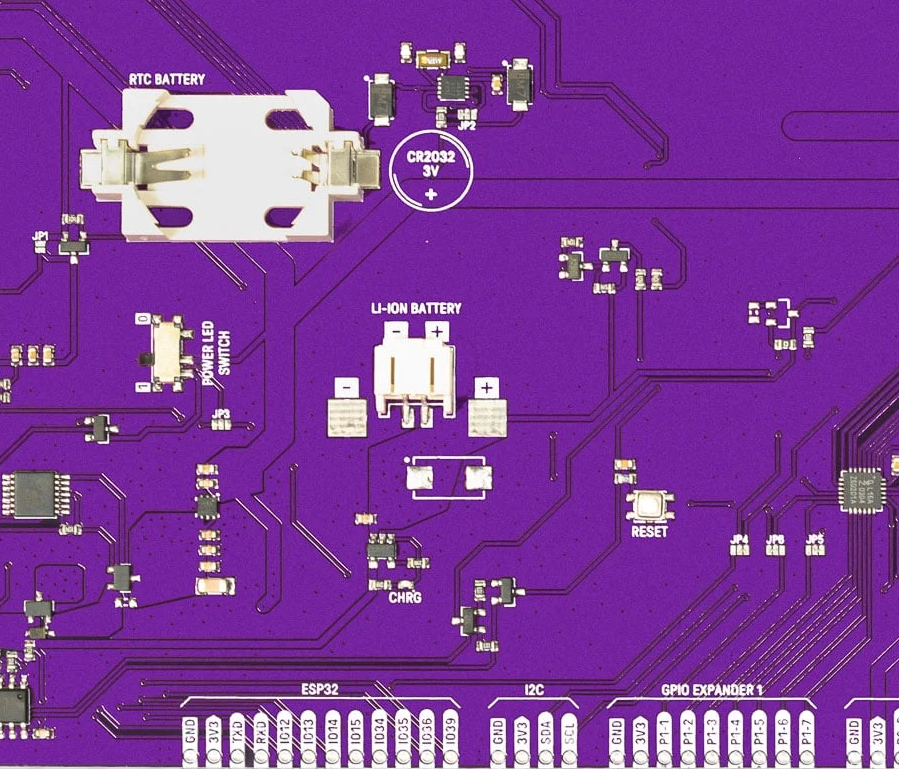 RTC BATTERY
JP2
CR2032
3V
+
JP1
LI-ION BATTERY
- +
0
POWER LED
SWITCH
1
- +
JP3
RESET
JP4 JP6 JP5
CHRG
ESP32 I2C GPIO EXPANDER 1
GND 3V3 TXD RXD IO12 IO13 IO14 IO15 IO34 IO35 IO36 IO39 GND 3V3 SDA SCL GND 3V3 P1-1 P1-2 P1-3 P1-4 P1-5 P1-6 P1-7 GND 3V3